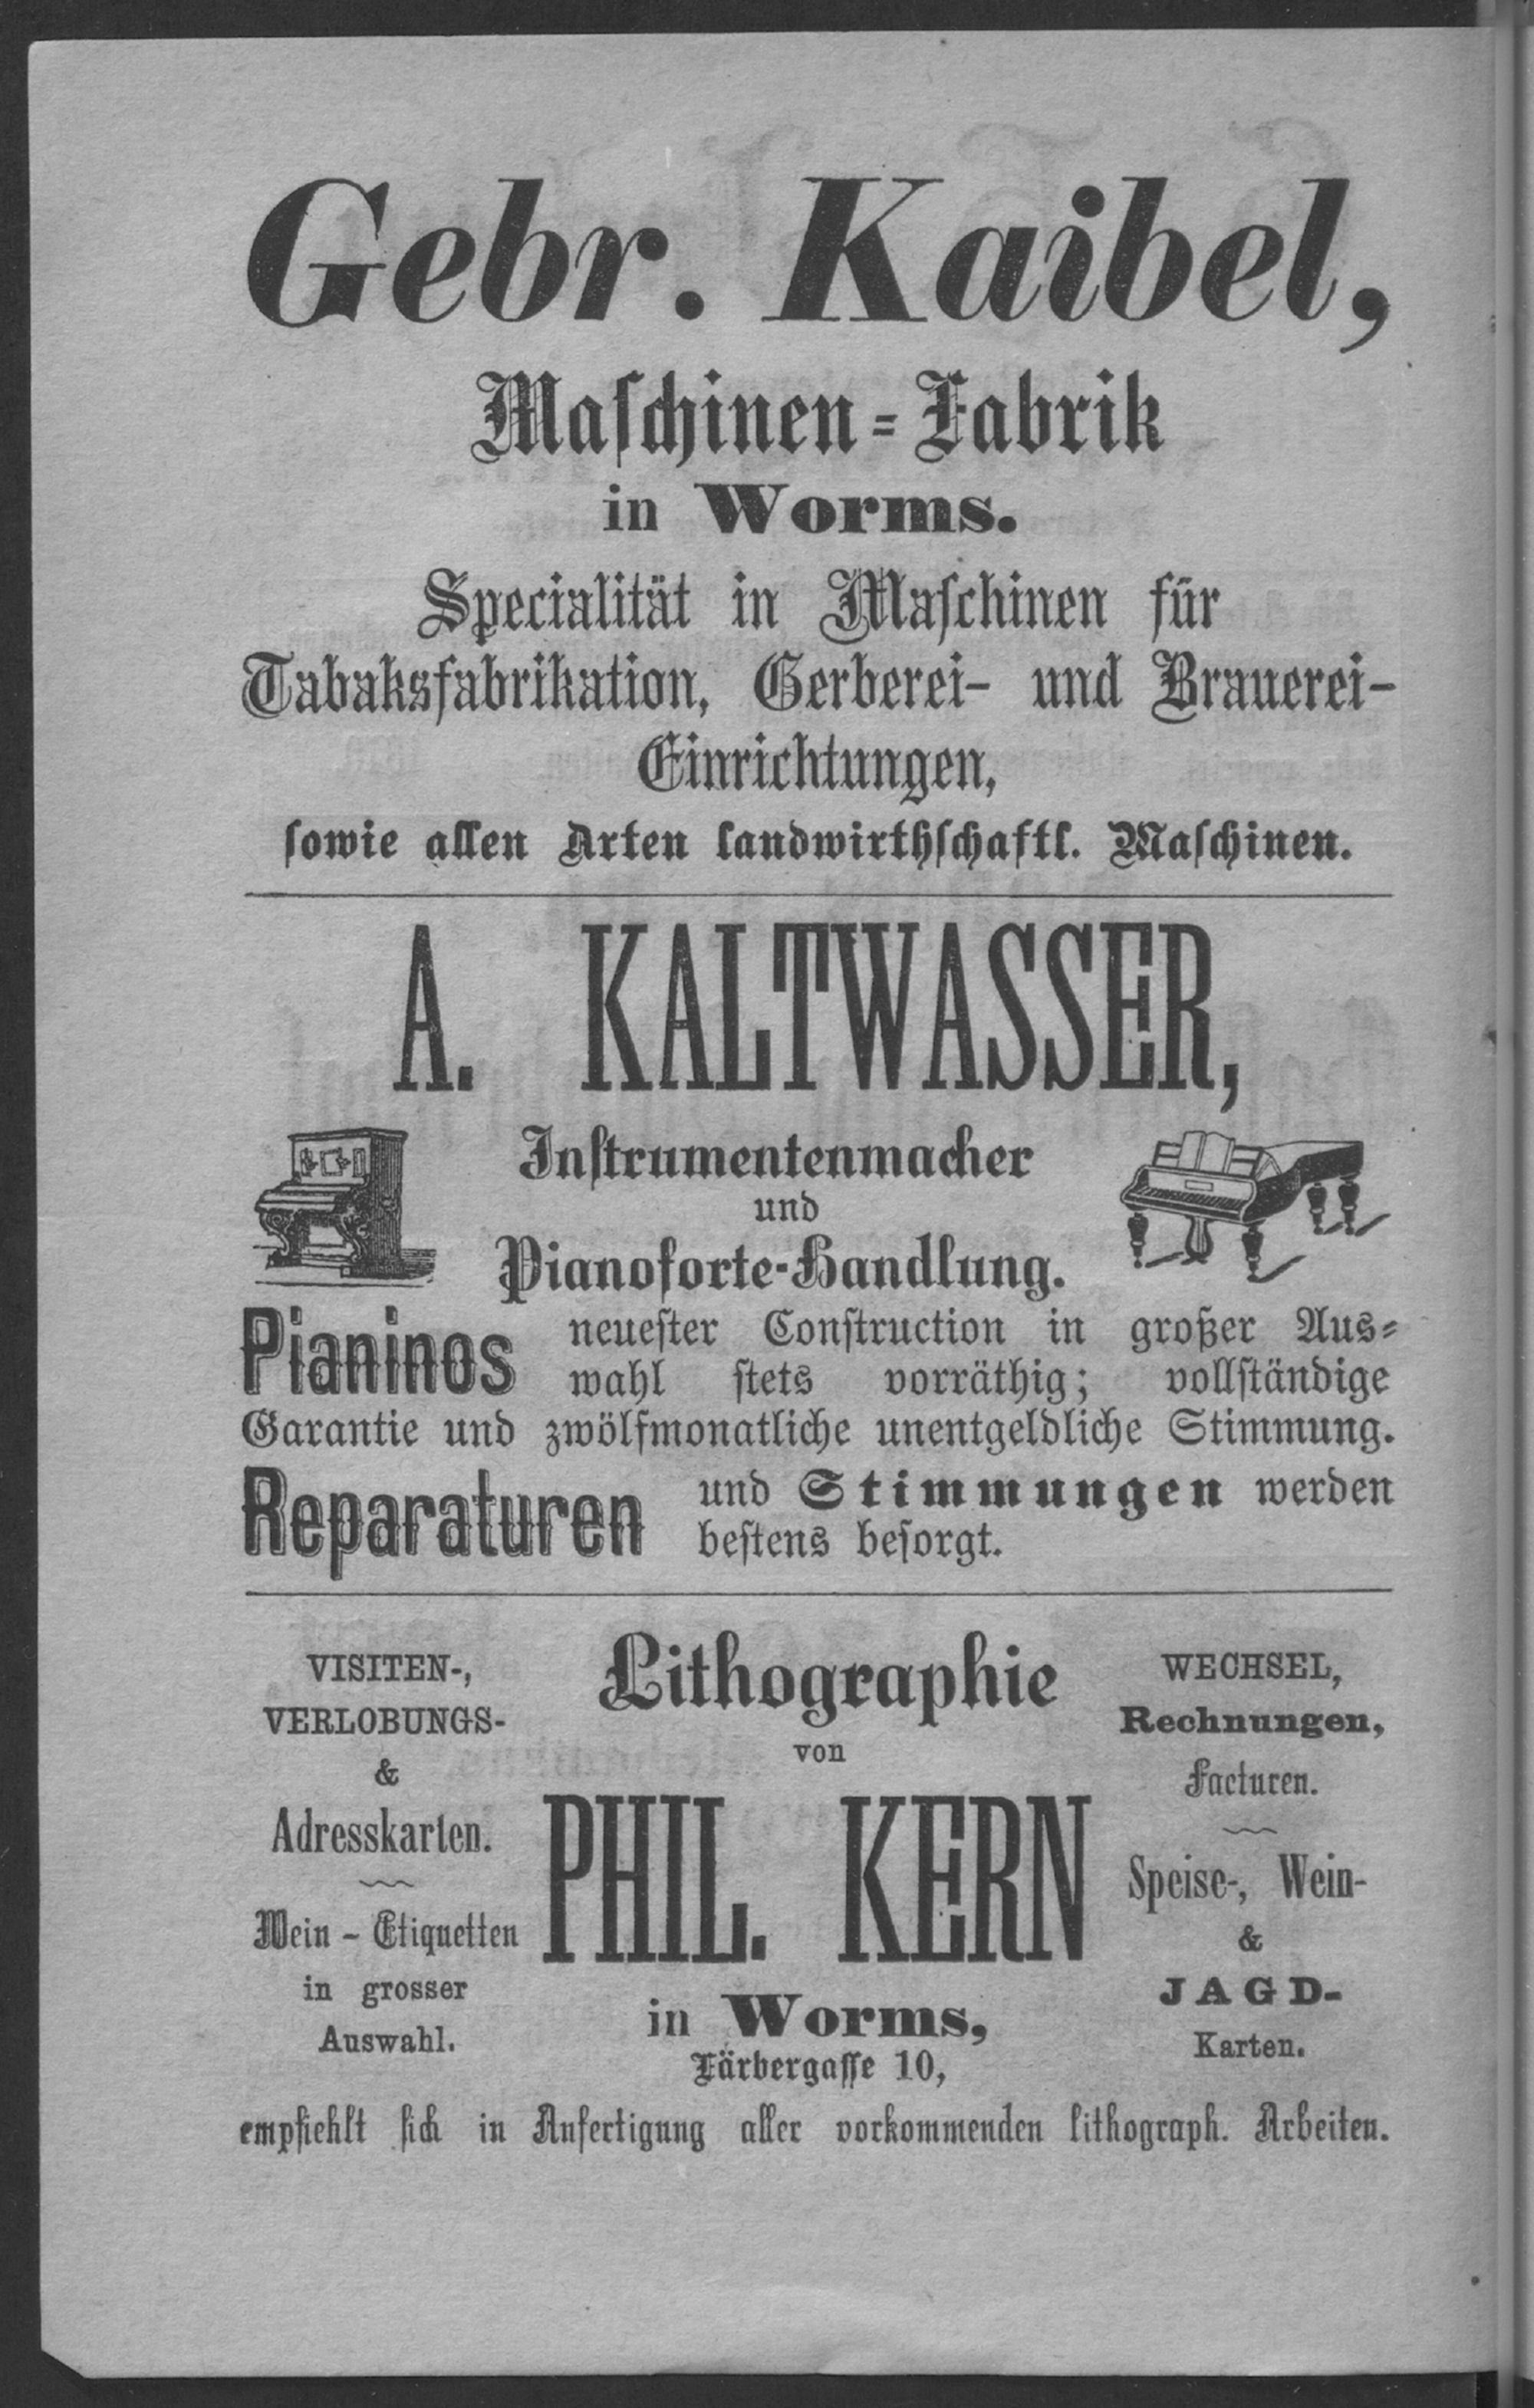 Gebr. Kaibel,
Maſchinen-Fabrik
in Worms.
Specialität in Maſchinen für
Tabaksfabrikation, Gerberei- und Brauerei-
Einrichtungen,
ſowie allen Arten landwirthſchaftl. Maſchinen.
A. KALTWASSER,
Inſtrumentenmacher
und
Pianoforte-Handlung.
Pianinos neueſter Conſtruction in großer Aus-
wahl ſtets vorräthig; vollſtändige
Garantie und zwölfmonatliche unentgeldliche Stimmung.
Reparaturen und Stimmungen werden
beſtens beſorgt.
VISITEN-,
VERLOBUNGS-
&
Adresskarten.
Wein-Etiquetten
in grosser
Auswahl.
Lithographie
von
PHIL. KERN
in Worms,
Färbergaſſe 10,
WECHSEL,
Rechnungen,
Facturen.
Speise-, Wein-
&
JAGD-
Karten.
empfiehlt ſich in Anfertigung aller vorkommenden lithograph. Arbeiten.